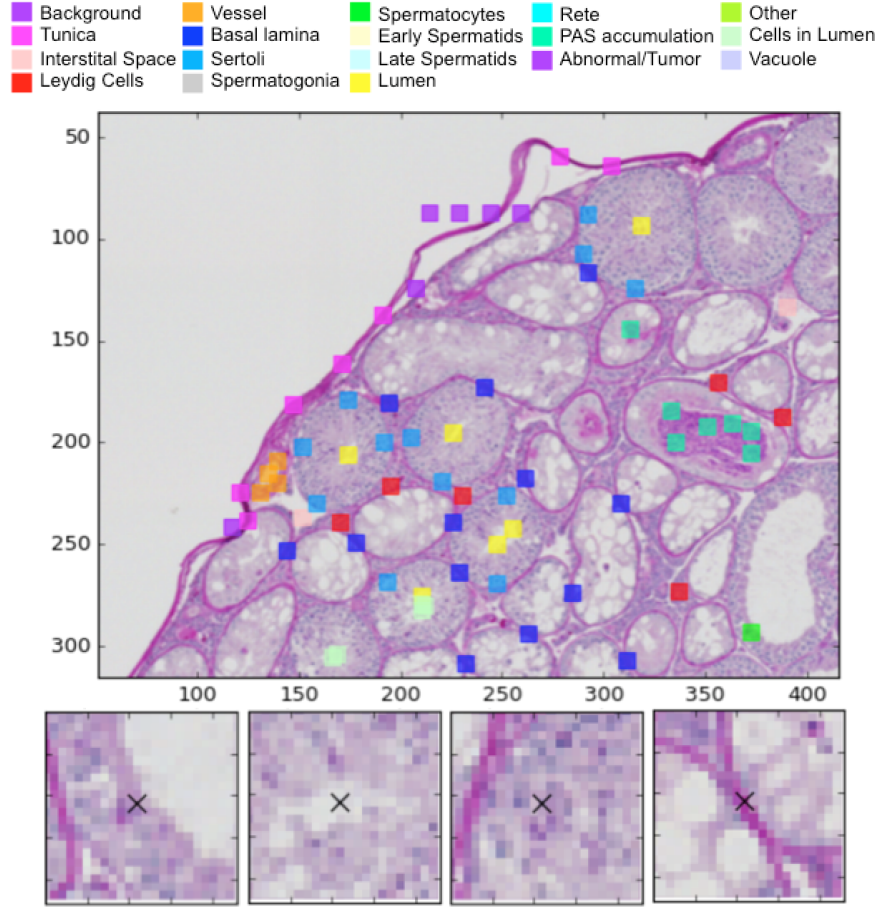 Background Vessel Spermatocytes Rete Other
Tunica Basal lamina Early Spermatids PAS accumulation Cells in Lumen
Interstital Space Sertoli Late Spermatids Abnormal/Tumor Vacuole
Leydig Cells Spermatogonia Lumen
50
100
150
200
250
300
100 150 200 250 300 350 400